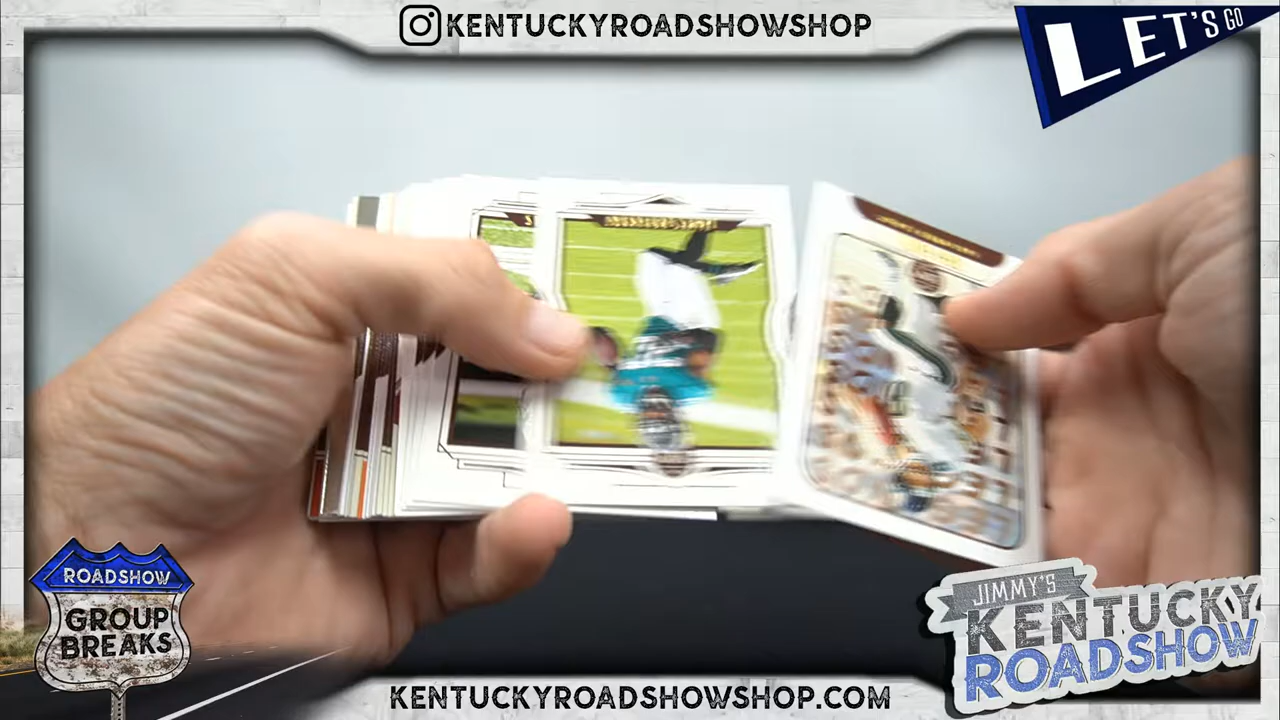 KENTUCKYROADSHOWSHOP
LET'S GO
ROADSHOW
GROUP
BREAKS
JIMMY'S
KENTUCKY
ROADSHOW
KENTUCKYROADSHOWSHOP.COM